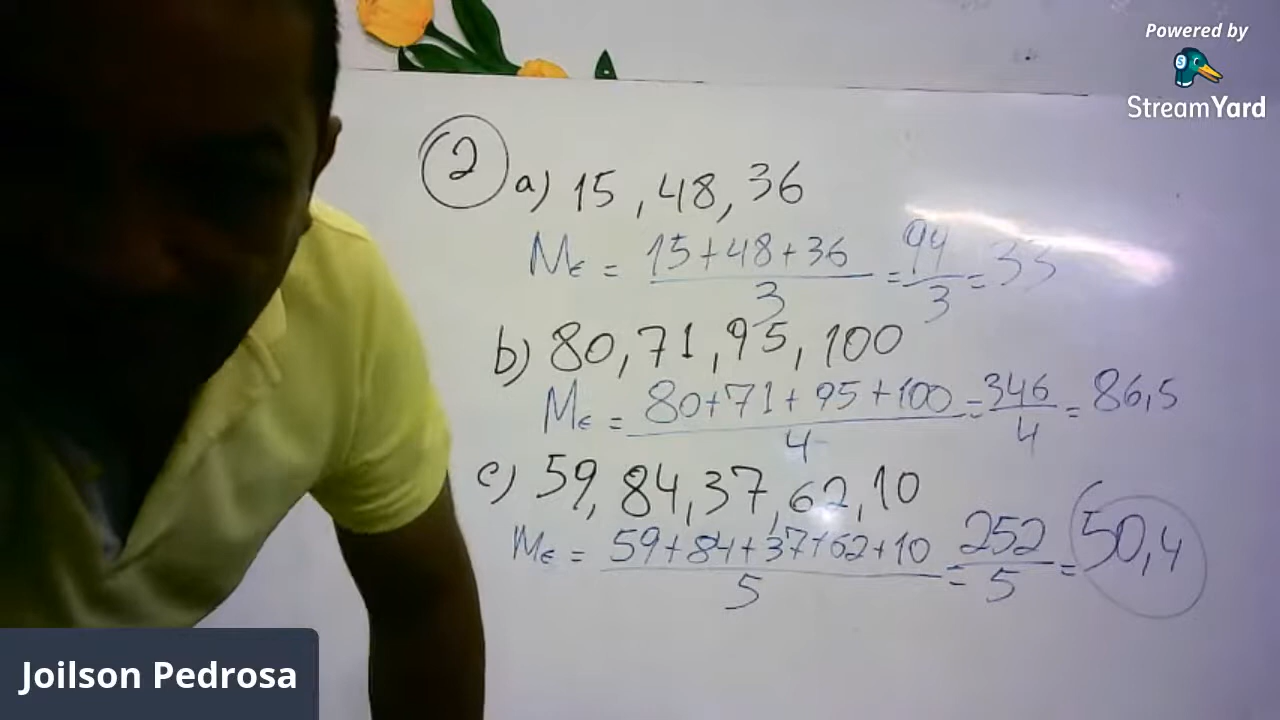 Powered by
StreamYard
2 a) 15, 48, 36
Me = 15+48+36 / 3 = 99 / 3 = 33
b) 80, 71, 95, 100
Me = 80+71+95+100 / 4 = 346 / 4 = 86,5
c) 59, 84, 37, 62, 10
Me = 59+84+37+62+10 / 5 = 252 / 5 = 50,4
Joilson Pedrosa